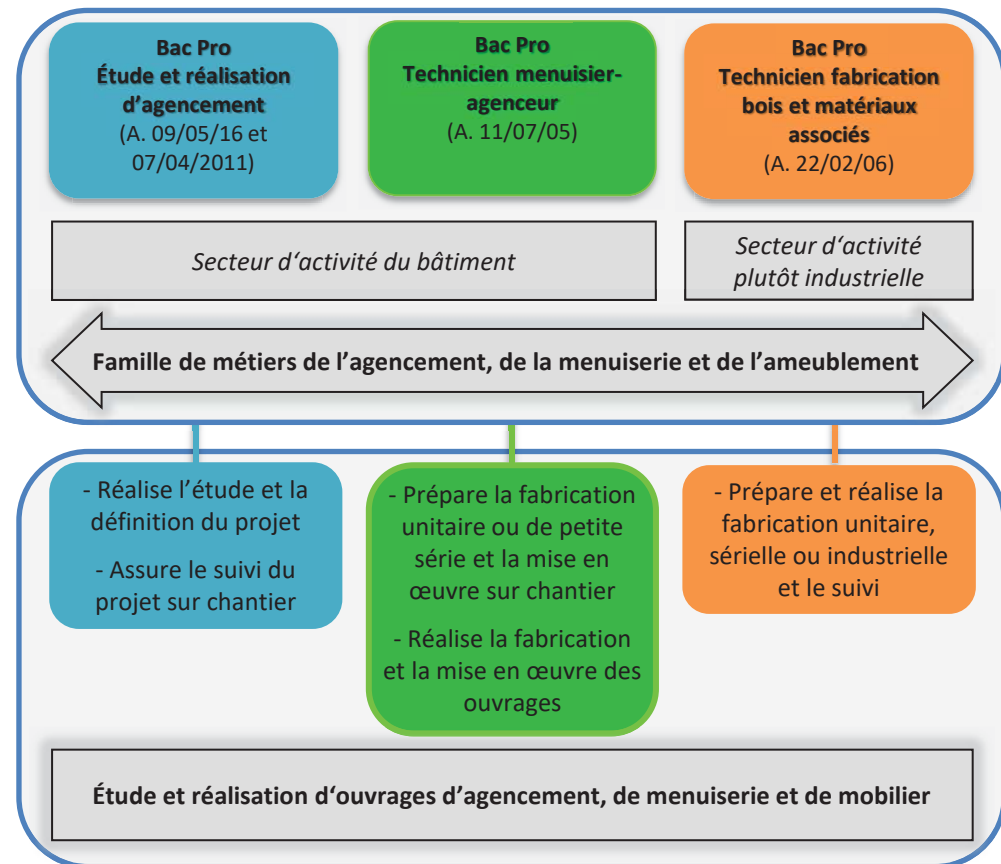 Bac Pro
Étude et réalisation
d'agencement
(A. 09/05/16 et
07/04/2011)
Bac Pro
Technicien menuisier-
agenceur
(A. 11/07/05)
Bac Pro
Technicien fabrication
bois et matériaux
associés
(A. 22/02/06)
Secteur d'activité du bâtiment
Secteur d'activité
plutôt industrielle
Famille de métiers de l'agencement, de la menuiserie et de l'ameublement
- Réalise l'étude et la
définition du projet
- Assure le suivi du
projet sur chantier
- Prépare la fabrication
unitaire ou de petite
série et la mise en
œuvre sur chantier
- Réalise la fabrication
et la mise en œuvre des
ouvrages
- Prépare et réalise la
fabrication unitaire,
sérielle ou industrielle
et le suivi
Étude et réalisation d'ouvrages d'agencement, de menuiserie et de mobilier